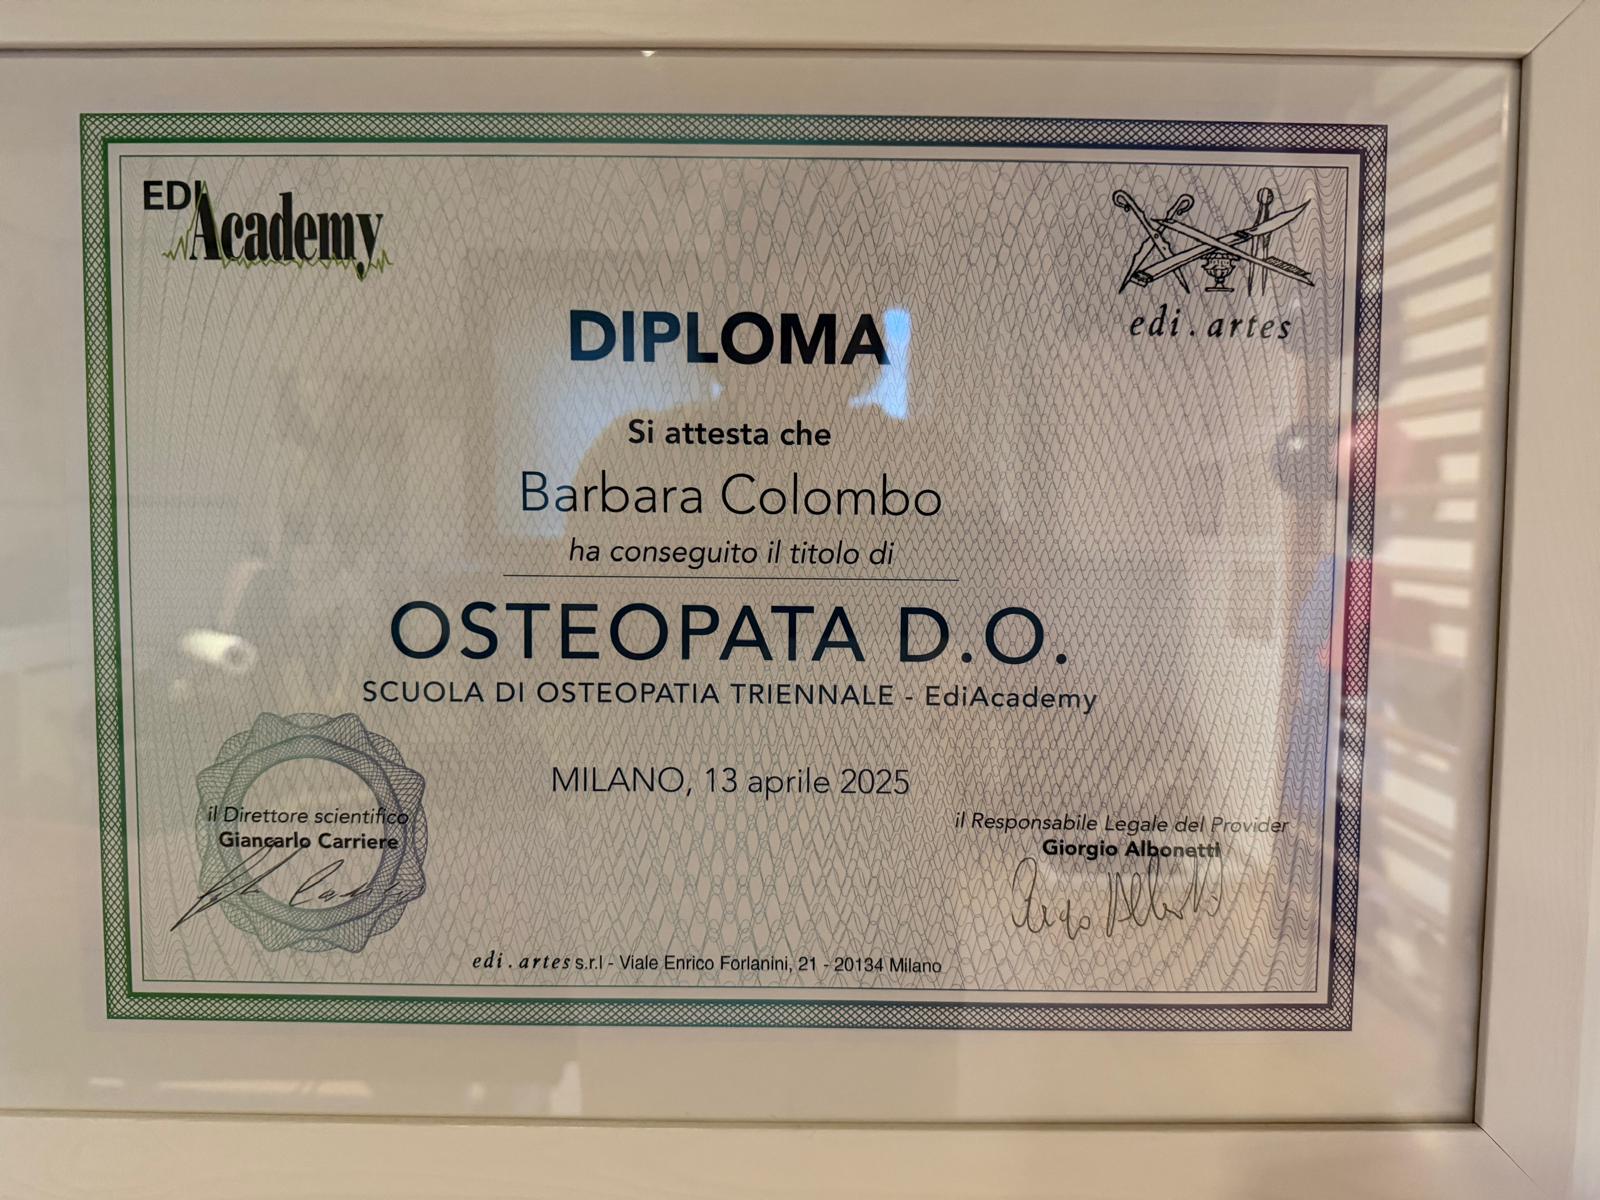 EDI Academy
edi.artes
DIPLOMA
Si attesta che
Barbara Colombo
ha conseguito il titolo di
OSTEOPATA D.O.
SCUOLA DI OSTEOPATIA TRIENNALE - EdiAcademy
MILANO, 13 aprile 2025
il Direttore scientifico
Giancarlo Carriere
il Responsabile Legale del Provider
Giorgio Albonetti
edi.artes s.r.l - Viale Enrico Forlanini, 21 - 20134 Milano